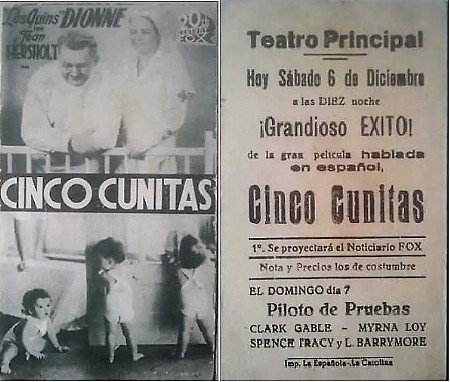 Las Quins DIONNE
con Jean
HERSHOLT
20th
CENTURY
FOX
CINCO CUNITAS
Teatro Principal
Hoy Sábado 6 de Diciembre
a las DIEZ noche
¡Grandioso EXITO!
de la gran película hablada
en español,
Cinco Cunitas
1º. Se proyectará el Noticiario FOX
Nota y Precios los de costumbre
EL DOMINGO día 7
Piloto de Pruebas
CLARK GABLE - MYRNA LOY
SPENCE TRACY y L. BARRYMORE
Imp. La Española-.La Carolina